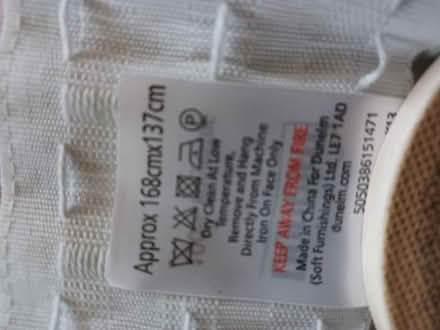 Approx 168cmx137cm
P
Dry Clean At Low
Temperature.
Remove and Hang
Directly From Machine
Iron On Face Only
KEEP AWAY FROM FIRE
Made in China For Dunelm
(Soft Furnishings) Ltd. LE7 1AD
dunelm.com
5050386151471